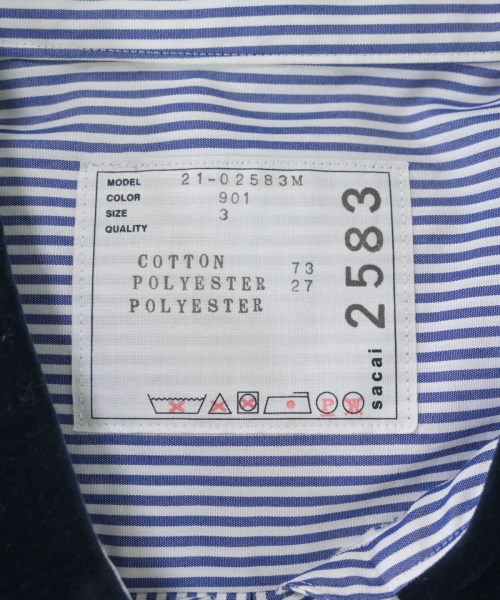 MODEL 21-02583M
COLOR 901
SIZE 3
QUALITY
COTTON 73
POLYESTER 27
POLYESTER
P W
sacai 2583